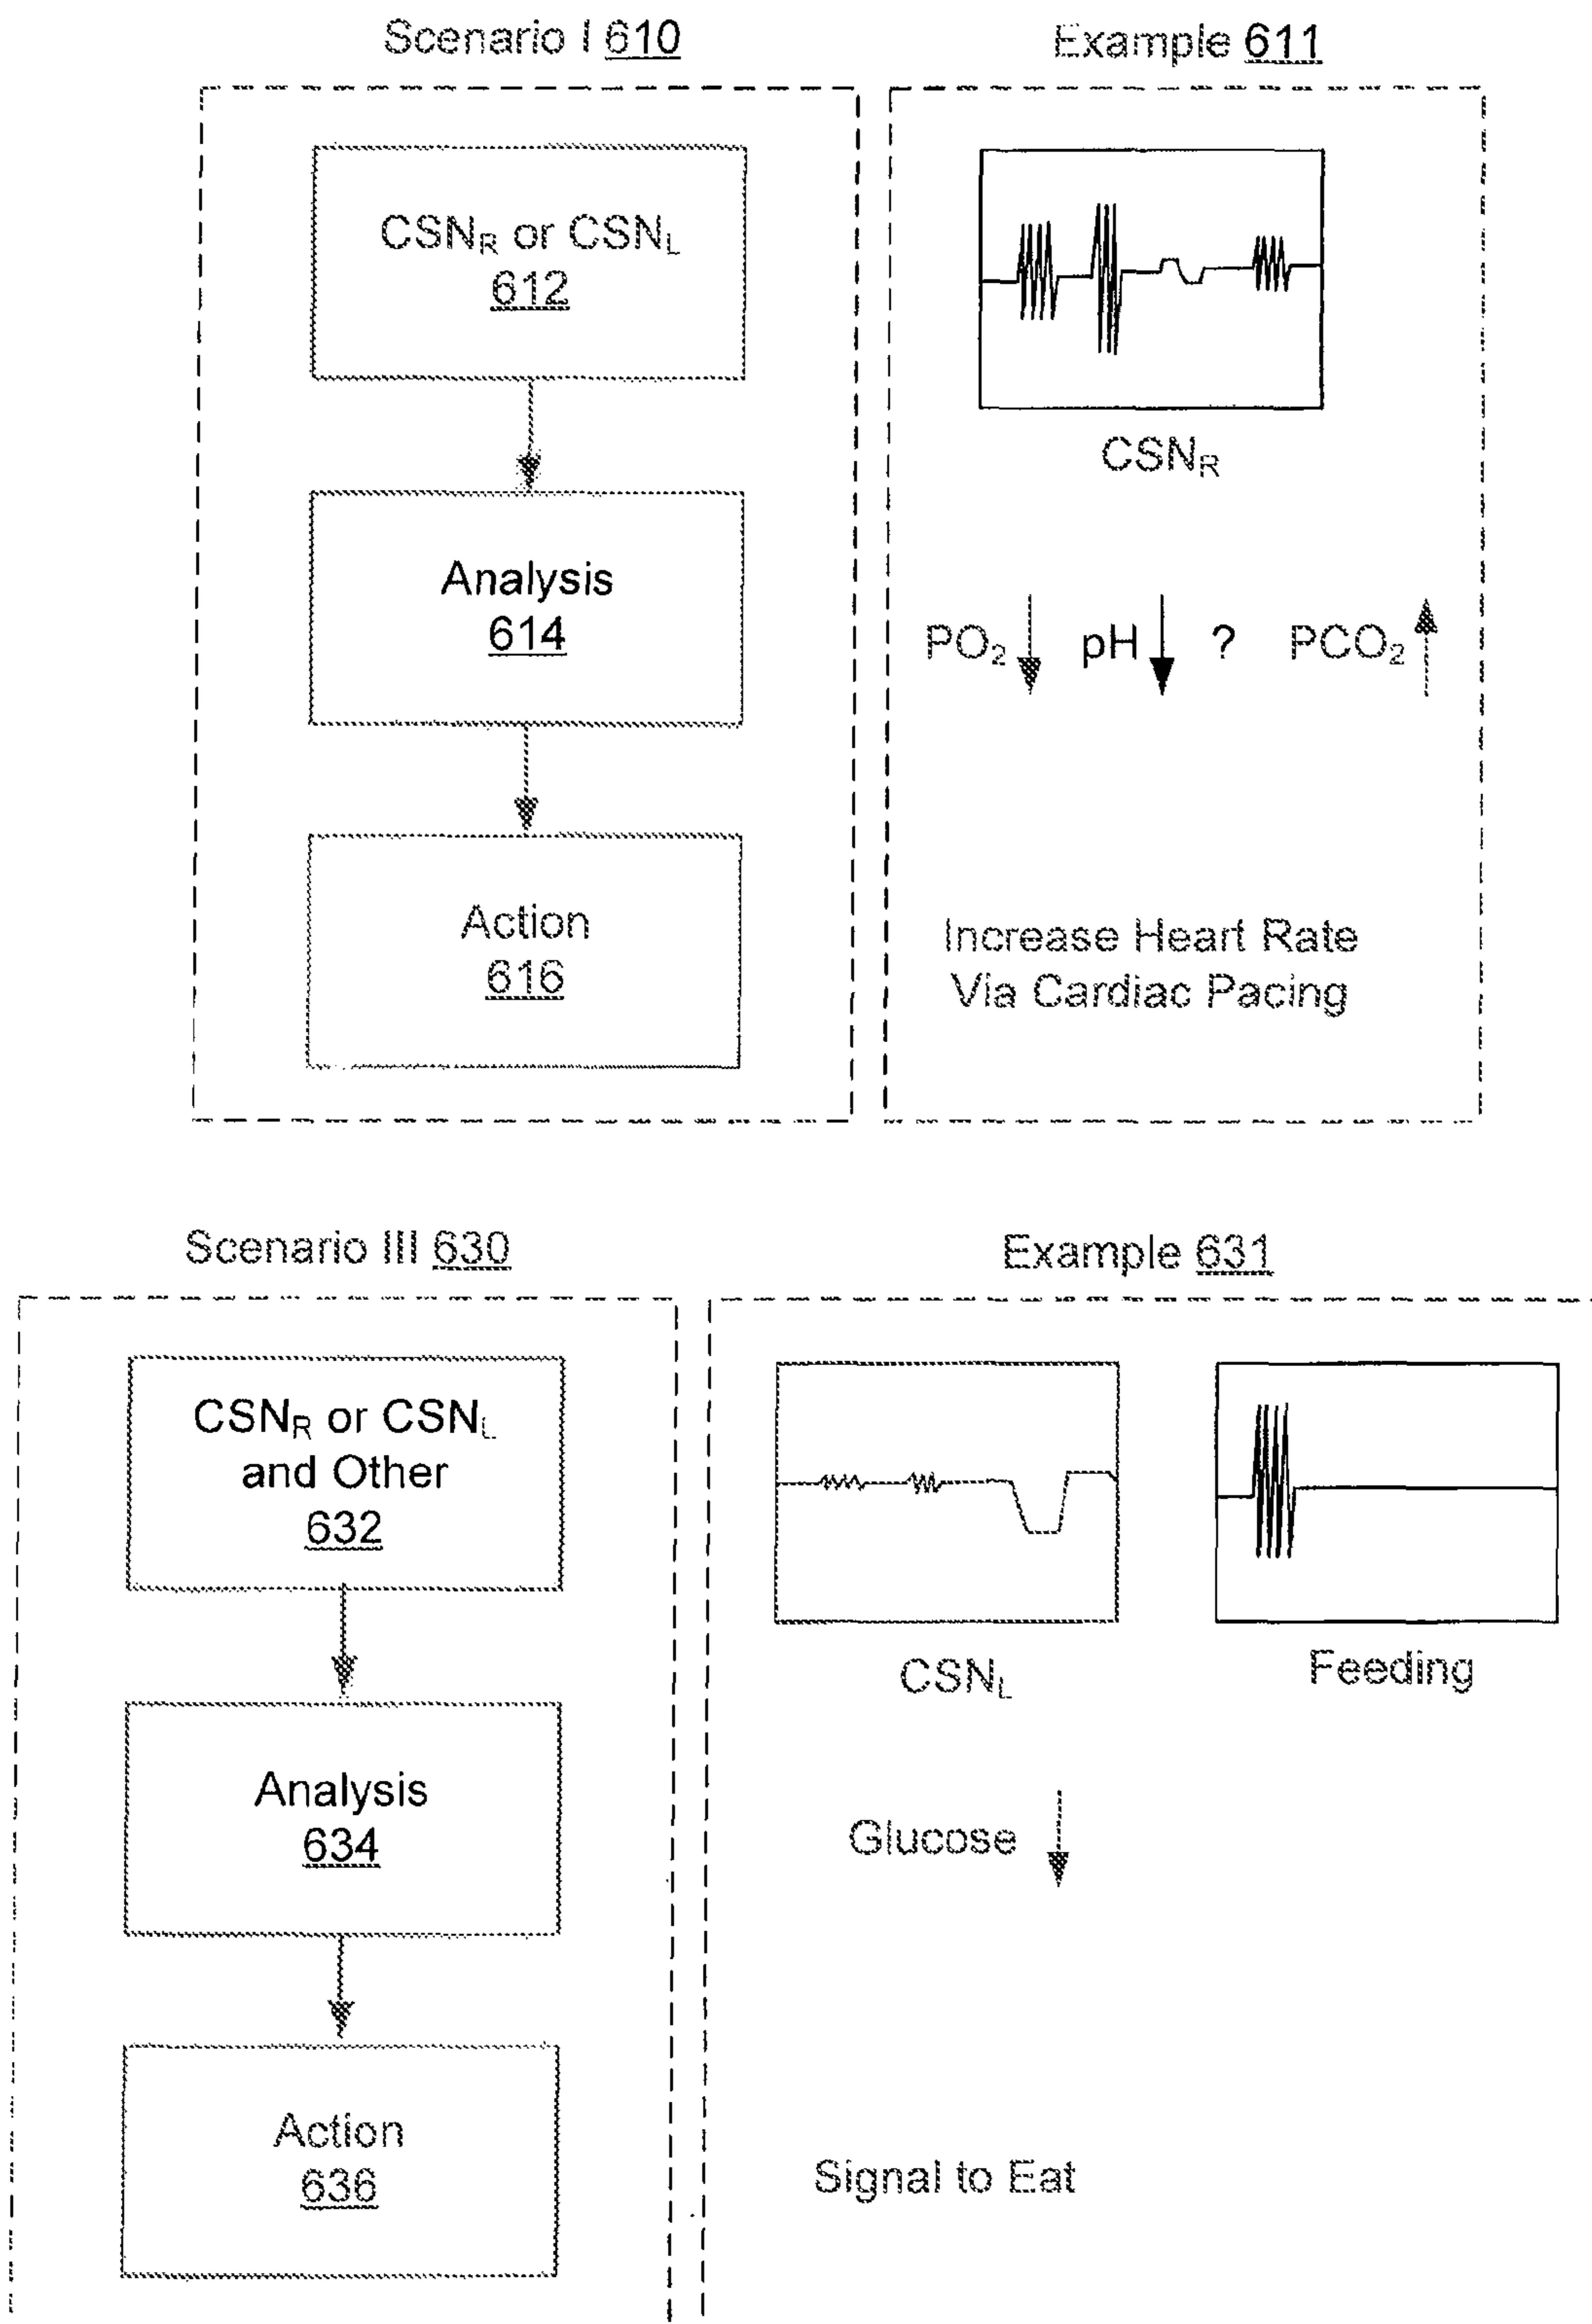 Scenario I 610
CSNR or CSNL
612
Analysis
614
Action
616
Example 611
CSNR
PO2 pH ? PCO2
Increase Heart Rate
Via Cardiac Pacing
Scenario III 630
CSNR or CSNL
and Other
632
Analysis
634
Action
636
Example 631
CSNL
Feeding
Glucose
Signal to Eat